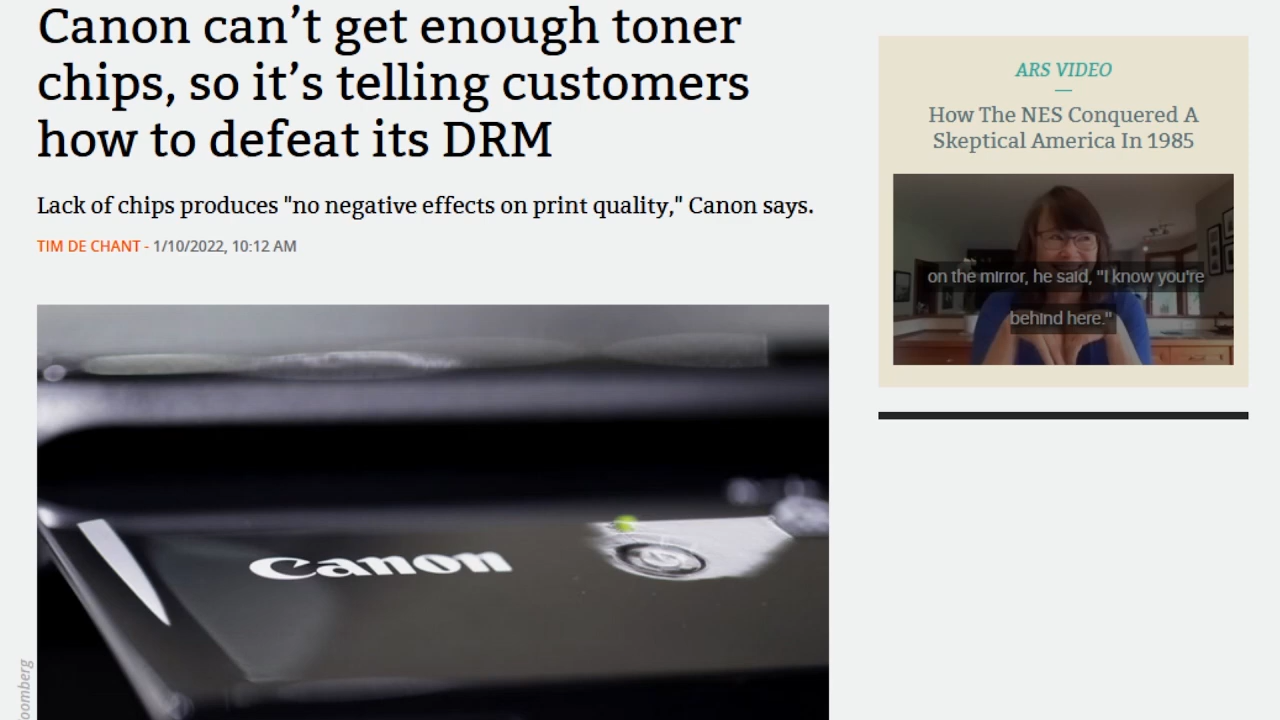 Canon can’t get enough toner
chips, so it’s telling customers
how to defeat its DRM
Lack of chips produces "no negative effects on print quality," Canon says.
TIM DE CHANT - 1/10/2022, 10:12 AM
Canon
ARS VIDEO
How The NES Conquered A
Skeptical America In 1985
on the mirror, he said, "I know you're
behind here."